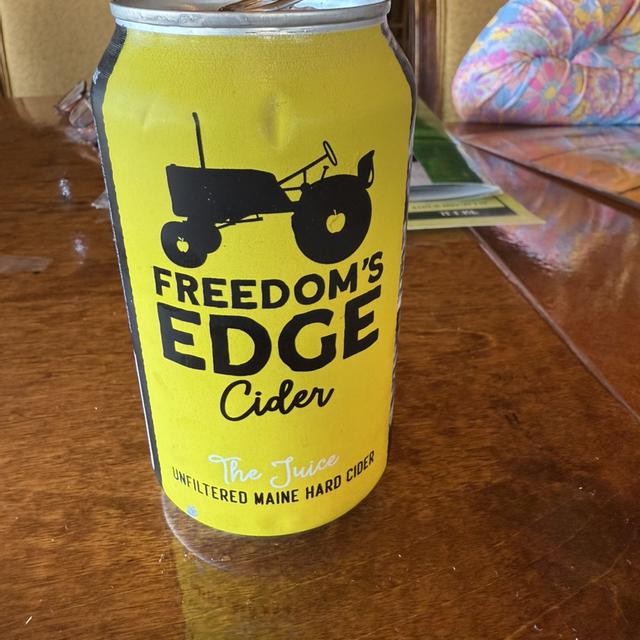 FREEDOM'S
EDGE
Cider
The Juice
UNFILTERED MAINE HARD CIDER